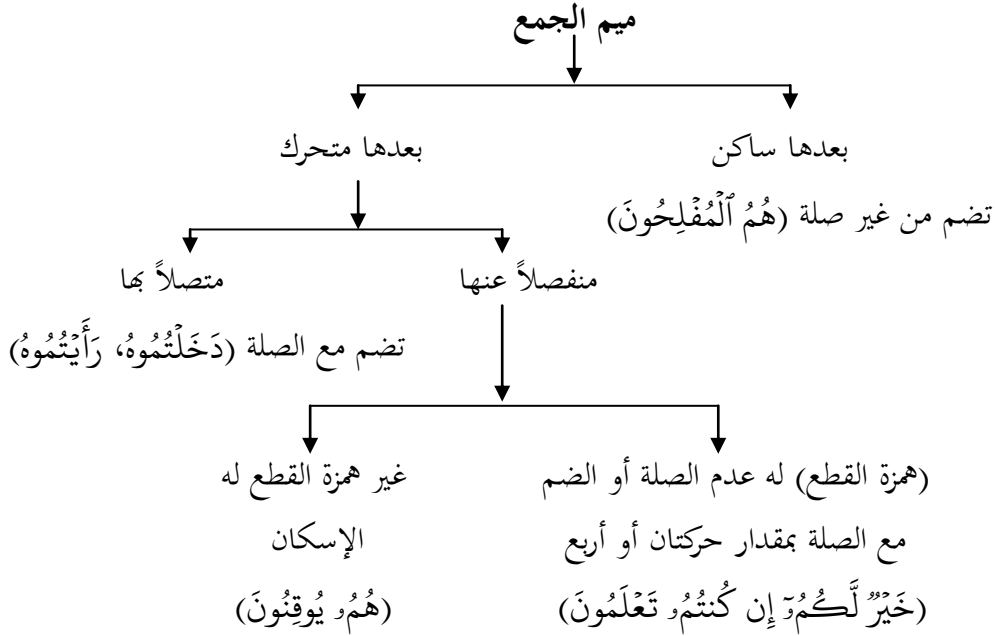 ميم الجمع
بعدها ساكن
بعدها متحرك
تضم من غير صلة (هُمُ ٱلْمُفْلِحُونَ)
منفصلاً عنها
متصلاً بها
تضم مع الصلة (دَخَلْتُمُوهُ، رَأَيْتُمُوهُ)
(همزة القطع) له عدم الصلة أو الضم
مع الصلة بمقدار حركتان أو أربع
(خَيْرٌ لَّكُمُۥٓ إِن كُنتُمُۥ تَعْلَمُونَ)
غير همزة القطع له
الإسكان
(هُمُۥ يُوقِنُونَ)